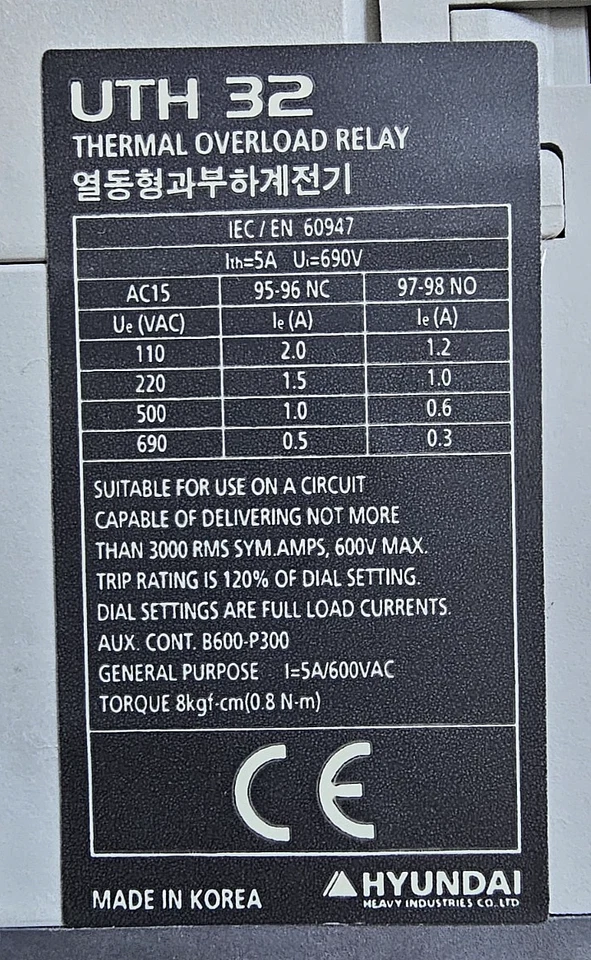 UTH 32
THERMAL OVERLOAD RELAY
열동형과부하계전기
IEC / EN 60947
Ith=5A Ui=690V
AC15 95-96 NC 97-98 NO
Ue (VAC) Ie (A) Ie (A)
110 2.0 1.2
220 1.5 1.0
500 1.0 0.6
690 0.5 0.3
SUITABLE FOR USE ON A CIRCUIT
CAPABLE OF DELIVERING NOT MORE
THAN 3000 RMS SYM.AMPS, 600V MAX.
TRIP RATING IS 120% OF DIAL SETTING.
DIAL SETTINGS ARE FULL LOAD CURRENTS.
AUX. CONT. B600-P300
GENERAL PURPOSE I=5A/600VAC
TORQUE 8kgf-cm(0.8 N-m)
CE
MADE IN KOREA
HYUNDAI
HEAVY INDUSTRIES CO.,LTD